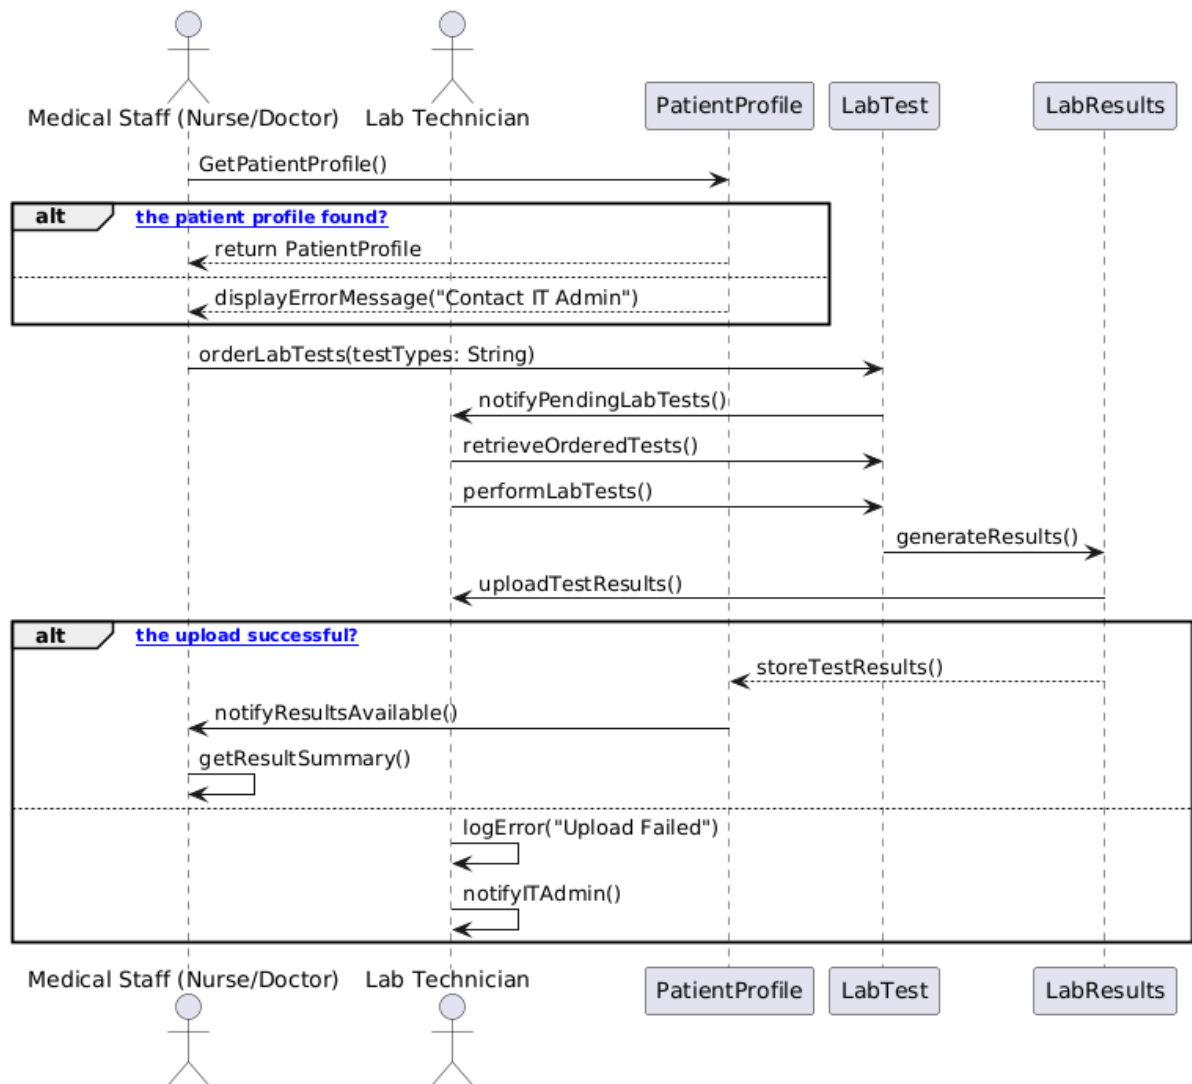 Medical Staff (Nurse/Doctor)
Lab Technician
PatientProfile
LabTest
LabResults
GetPatientProfile()
alt
the patient profile found?
return PatientProfile
displayErrorMessage("Contact IT Admin")
orderLabTests(testTypes: String)
notifyPendingLabTests()
retrieveOrderedTests()
performLabTests()
generateResults()
uploadTestResults()
alt
the upload successful?
storeTestResults()
notifyResultsAvailable()
getResultSummary()
logError("Upload Failed")
notifyITAdmin()
Medical Staff (Nurse/Doctor)
Lab Technician
PatientProfile
LabTest
LabResults